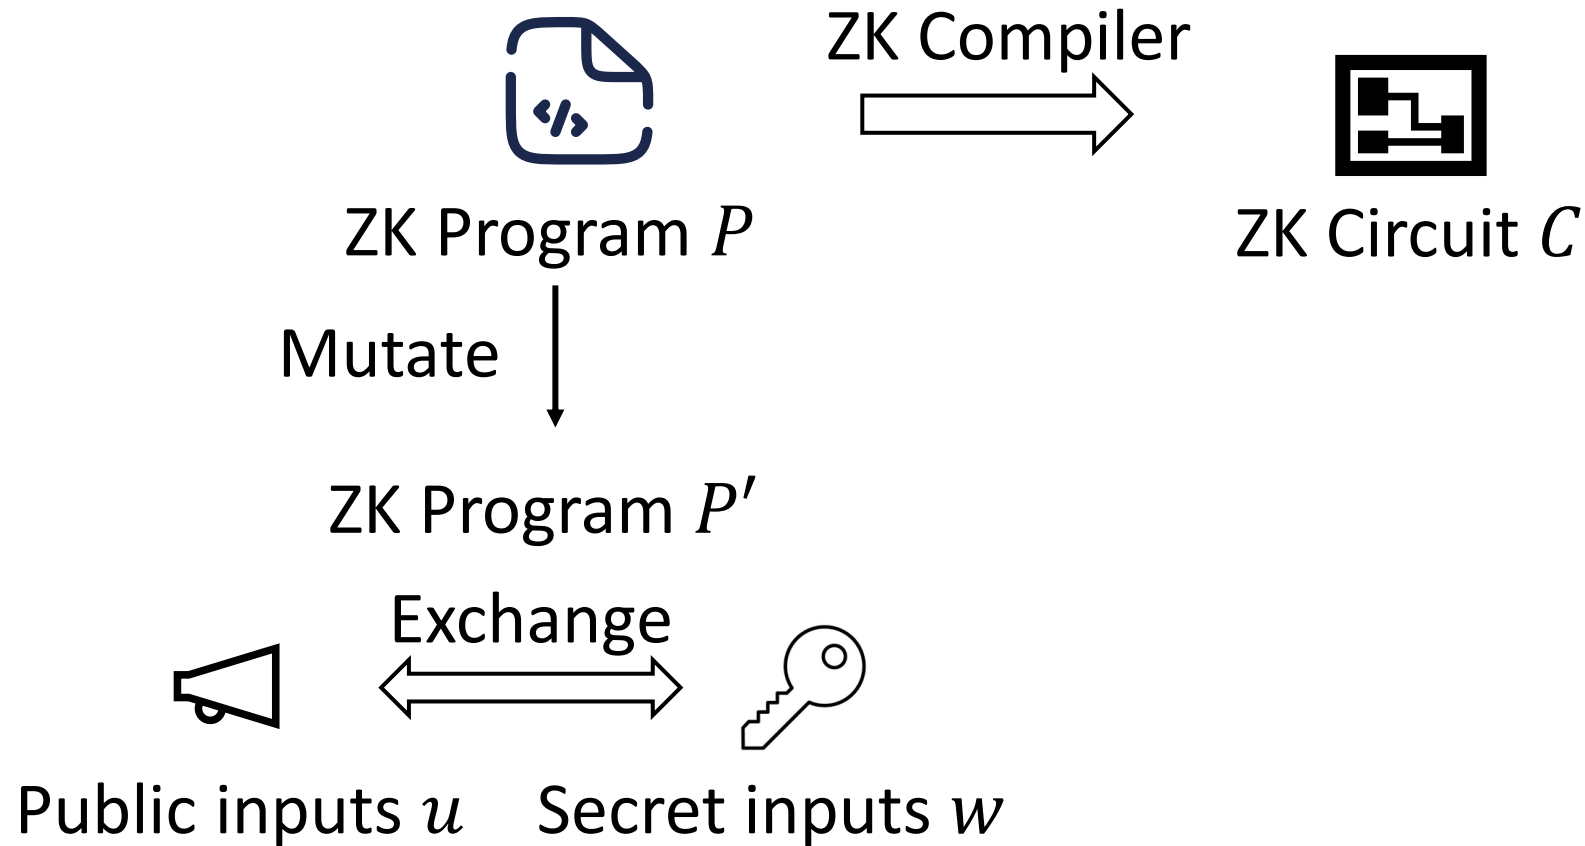 ZK Compiler
</>
ZK Program P
ZK Circuit C
Mutate
ZK Program P′
Exchange
Public inputs u
Secret inputs w